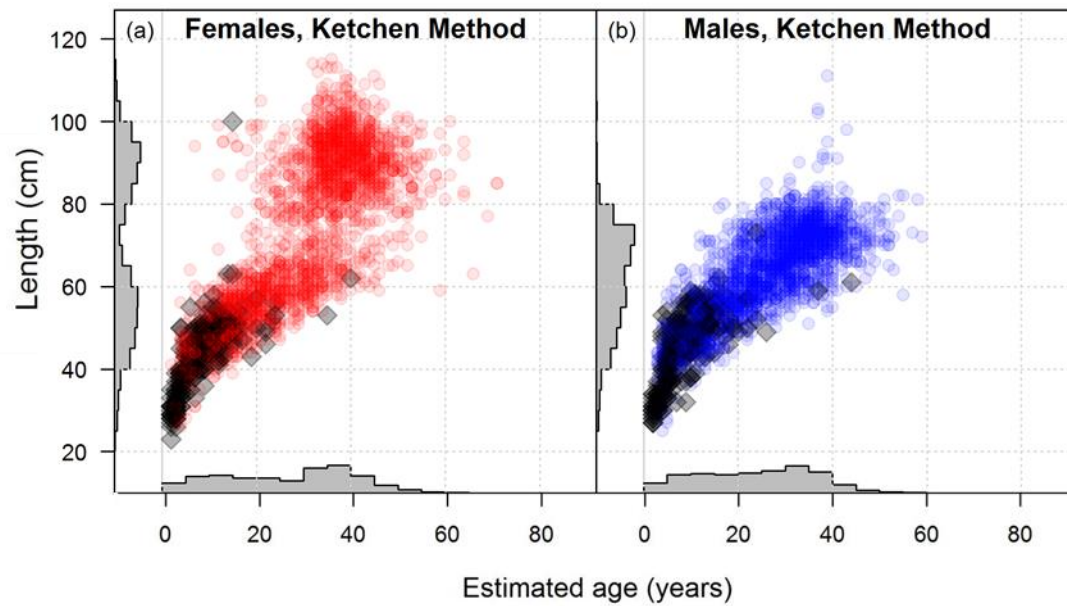 (a) Females, Ketchen Method
(b) Males, Ketchen Method
Length (cm)
120
100
80
60
40
20
0 20 40 60 80
0 20 40 60 80
Estimated age (years)